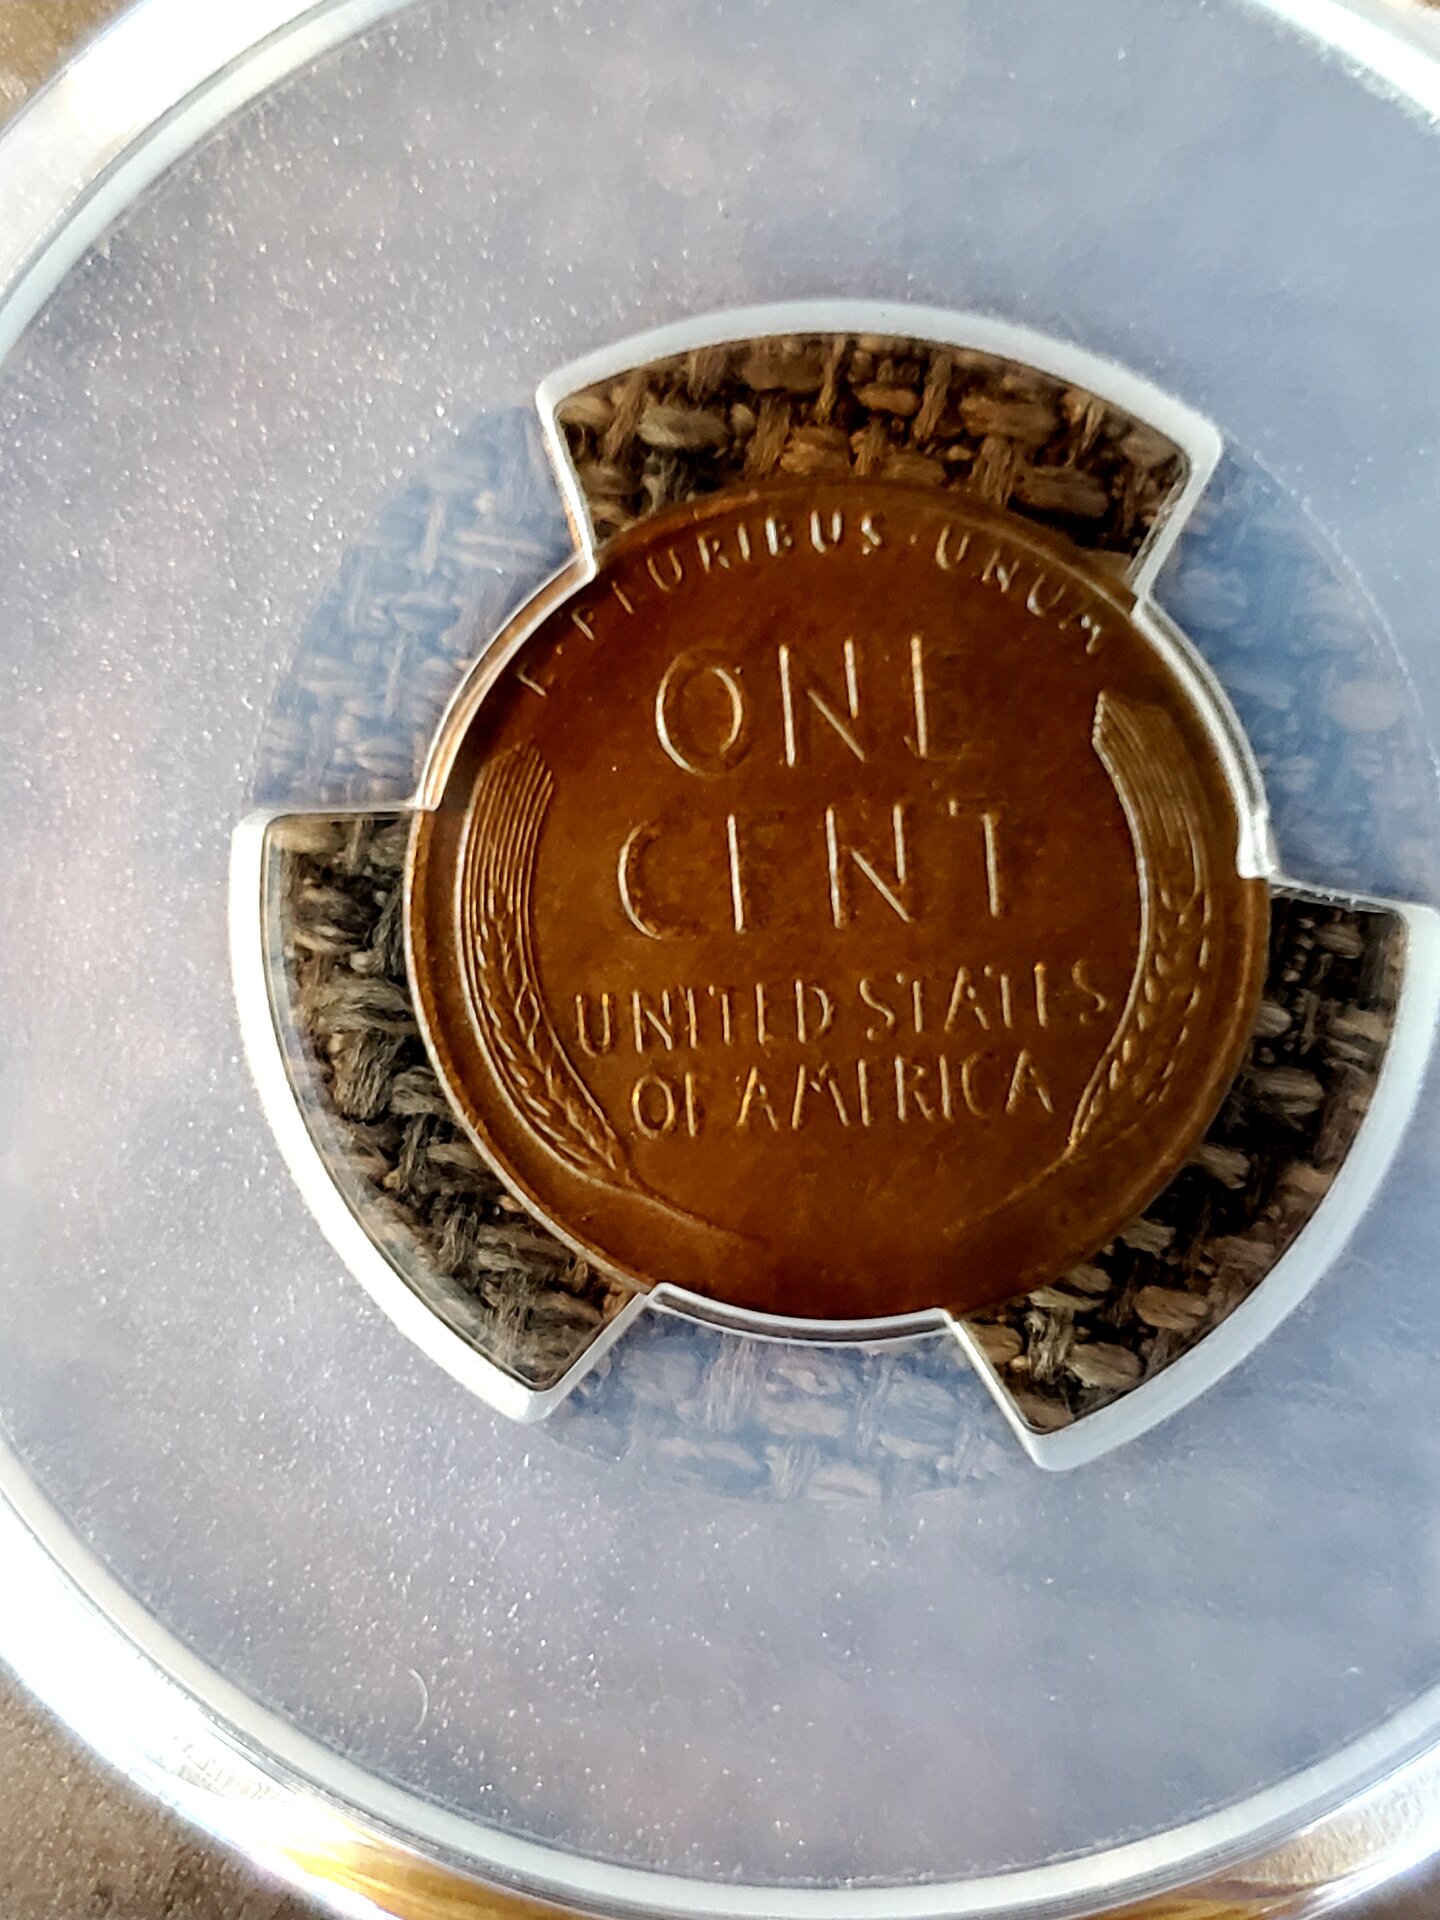 E · PLURIBUS · UNUM
ONE
CENT
UNITED STATES
OF AMERICA